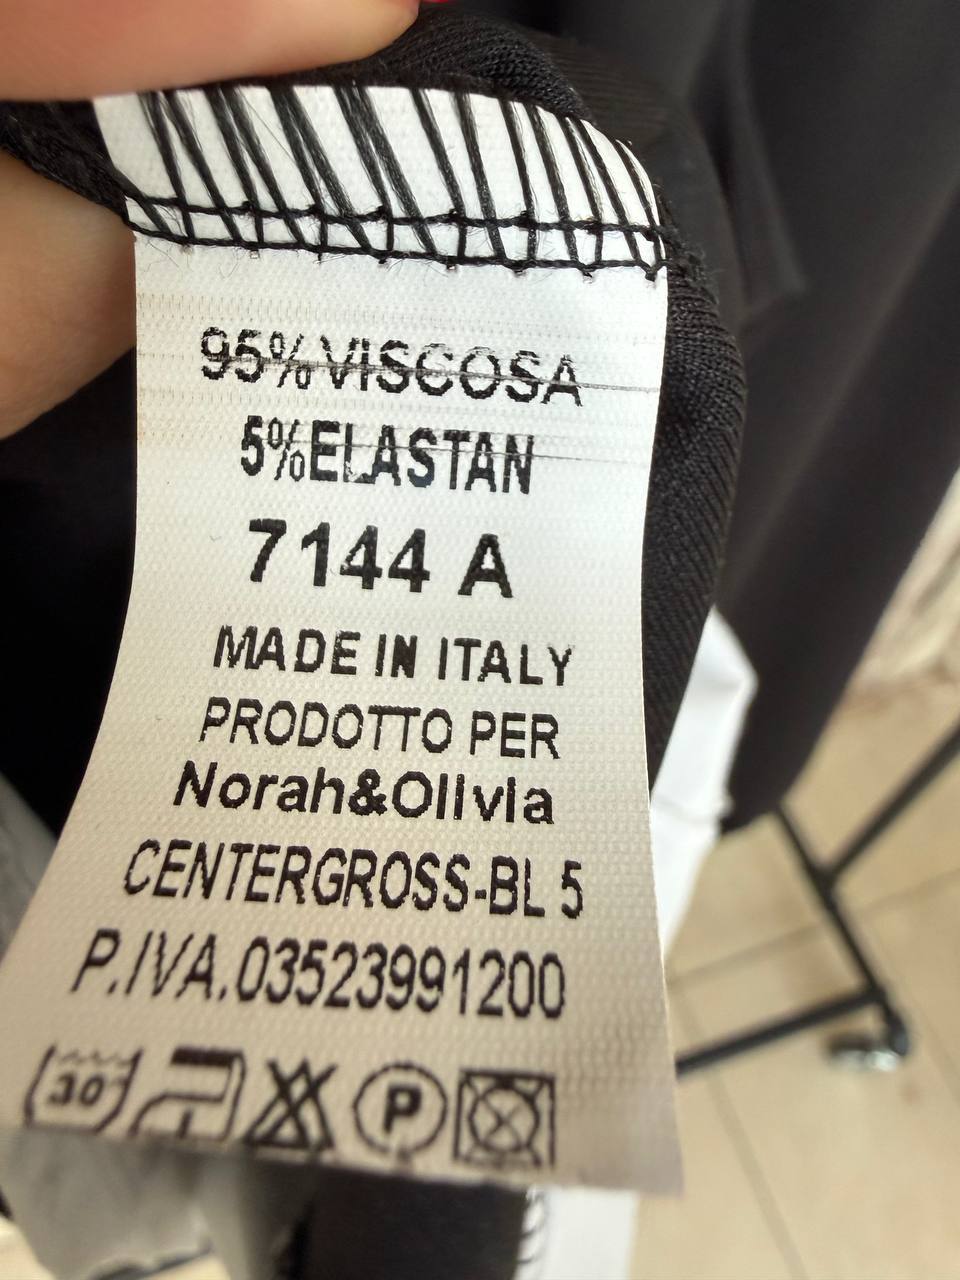 95% VISCOSA
5%ELASTAN
7144 A
MADE IN ITALY
PRODOTTO PER
Norah&Olivia
CENTERGROSS-BL 5
P.IVA.03523991200
30
P